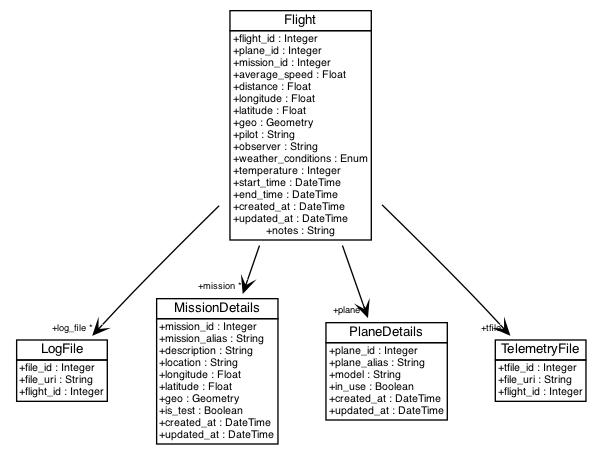 Flight
+flight_id : Integer
+plane_id : Integer
+mission_id : Integer
+average_speed : Float
+distance : Float
+longitude : Float
+latitude : Float
+geo : Geometry
+pilot : String
+observer : String
+weather_conditions : Enum
+temperature : Integer
+start_time : DateTime
+end_time : DateTime
+created_at : DateTime
+updated_at : DateTime
+notes : String
+log_file *
+mission *
+plane
+tfile
LogFile
+file_id : Integer
+file_uri : String
+flight_id : Integer
MissionDetails
+mission_id : Integer
+mission_alias : String
+description : String
+location : String
+longitude : Float
+latitude : Float
+geo : Geometry
+is_test : Boolean
+created_at : DateTime
+updated_at : DateTime
PlaneDetails
+plane_id : Integer
+plane_alias : String
+model : String
+in_use : Boolean
+created_at : DateTime
+updated_at : DateTime
TelemetryFile
+tfile_id : Integer
+file_uri : String
+flight_id : Integer